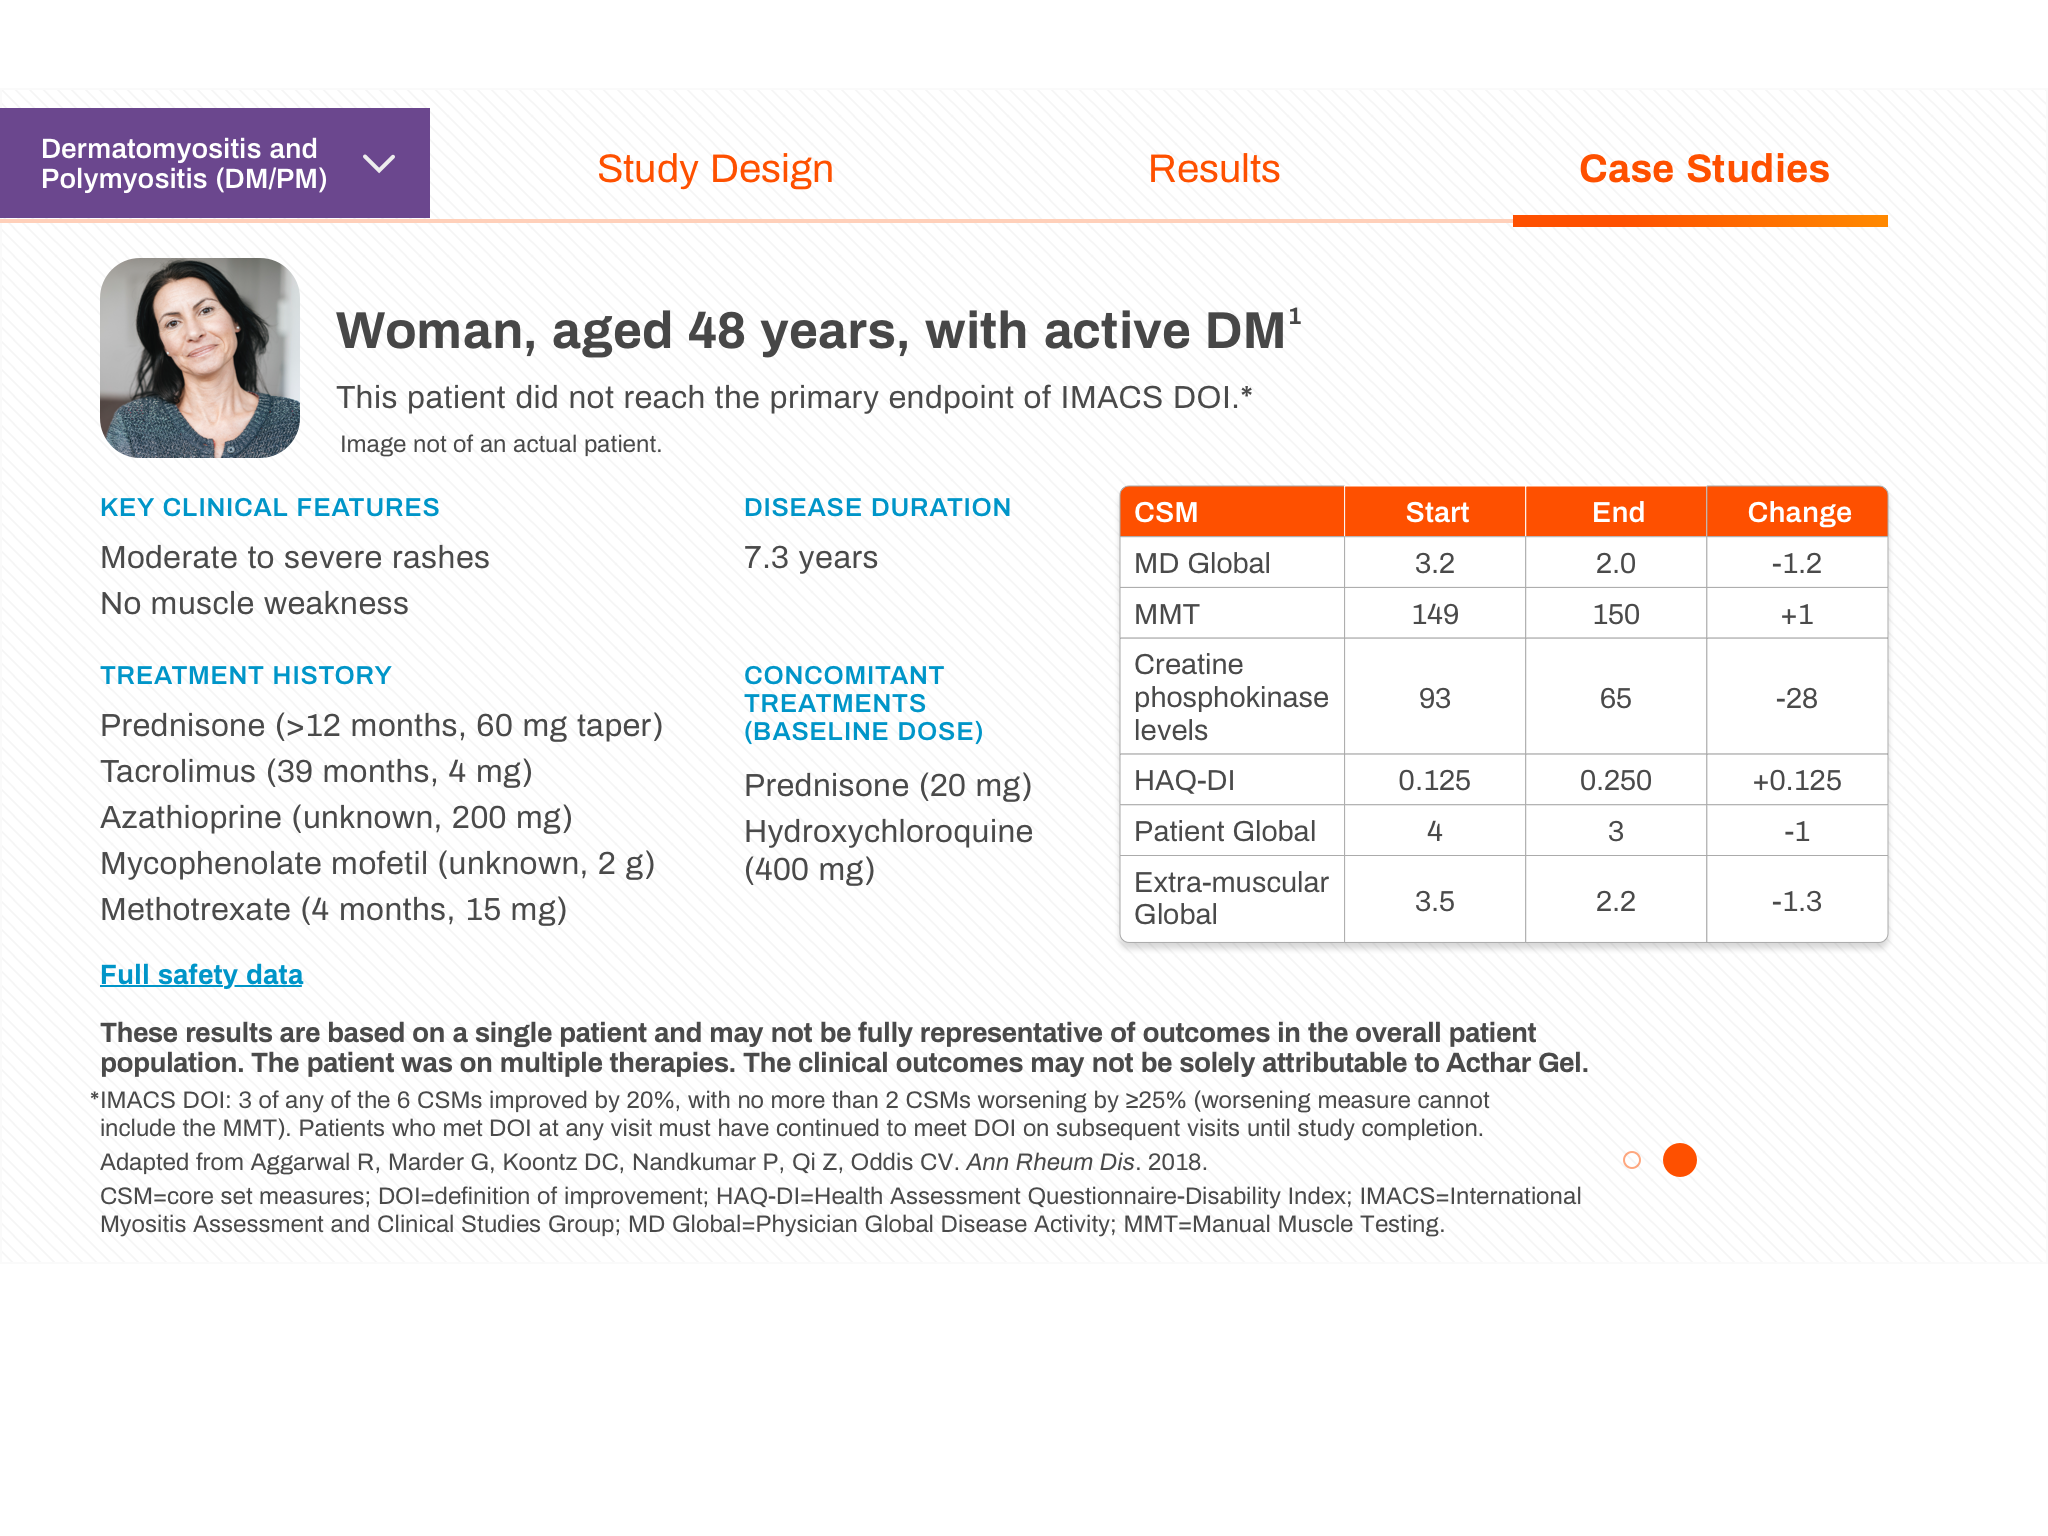 Dermatomyositis and
Polymyositis (DM/PM)
Study Design
Results
Case Studies
Woman, aged 48 years, with active DM¹
This patient did not reach the primary endpoint of IMACS DOI.*
Image not of an actual patient.
KEY CLINICAL FEATURES
Moderate to severe rashes
No muscle weakness
DISEASE DURATION
7.3 years
TREATMENT HISTORY
Prednisone (>12 months, 60 mg taper)
Tacrolimus (39 months, 4 mg)
Azathioprine (unknown, 200 mg)
Mycophenolate mofetil (unknown, 2 g)
Methotrexate (4 months, 15 mg)
CONCOMITANT
TREATMENTS
(BASELINE DOSE)
Prednisone (20 mg)
Hydroxychloroquine
(400 mg)
CSM Start End Change
MD Global 3.2 2.0 -1.2
MMT 149 150 +1
Creatine
phosphokinase
levels 93 65 -28
HAQ-DI 0.125 0.250 +0.125
Patient Global 4 3 -1
Extra-muscular
Global 3.5 2.2 -1.3
Full safety data
These results are based on a single patient and may not be fully representative of outcomes in the overall patient
population. The patient was on multiple therapies. The clinical outcomes may not be solely attributable to Acthar Gel.
*IMACS DOI: 3 of any of the 6 CSMs improved by 20%, with no more than 2 CSMs worsening by ≥25% (worsening measure cannot
include the MMT). Patients who met DOI at any visit must have continued to meet DOI on subsequent visits until study completion.
Adapted from Aggarwal R, Marder G, Koontz DC, Nandkumar P, Qi Z, Oddis CV. Ann Rheum Dis. 2018.
CSM=core set measures; DOI=definition of improvement; HAQ-DI=Health Assessment Questionnaire-Disability Index; IMACS=International
Myositis Assessment and Clinical Studies Group; MD Global=Physician Global Disease Activity; MMT=Manual Muscle Testing.